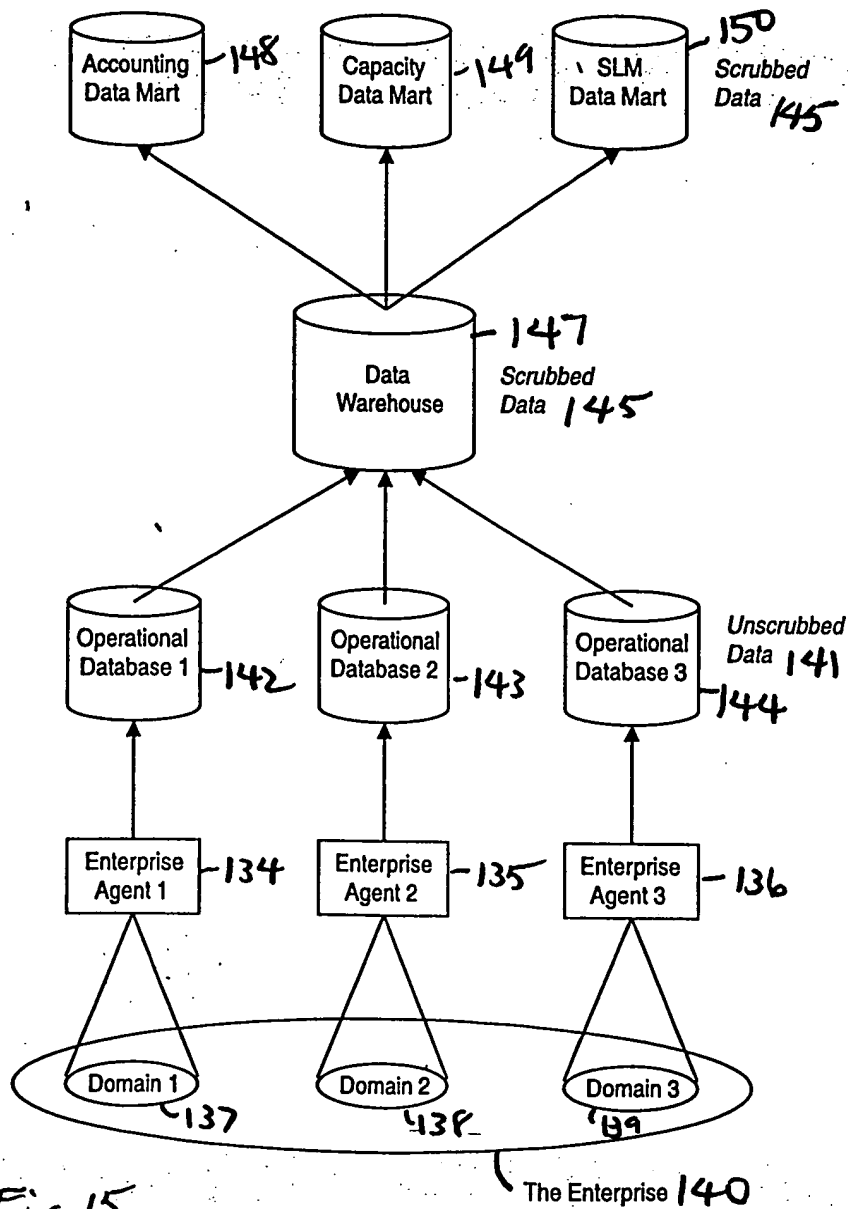 Accounting
Data Mart
148
Capacity
Data Mart
149
SLM
Data Mart
150
Scrubbed
Data 145
Data
Warehouse
147
Scrubbed
Data 145
Operational
Database 1
142
Operational
Database 2
143
Operational
Database 3
144
Unscrubbed
Data 141
Enterprise
Agent 1
134
Enterprise
Agent 2
135
Enterprise
Agent 3
136
Domain 1
137
Domain 2
138
Domain 3
139
The Enterprise 140
Fig. 15